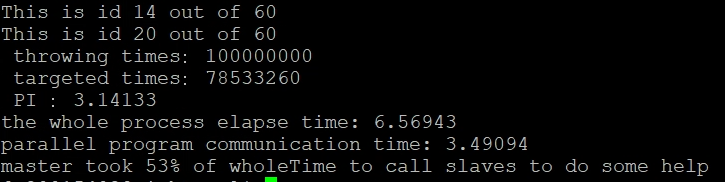 This is id 14 out of 60
This is id 20 out of 60
throwing times: 100000000
targeted times: 78533260
PI : 3.14133
the whole process elapse time: 6.56943
parallel program communication time: 3.49094
master took 53% of wholeTime to call slaves to do some help